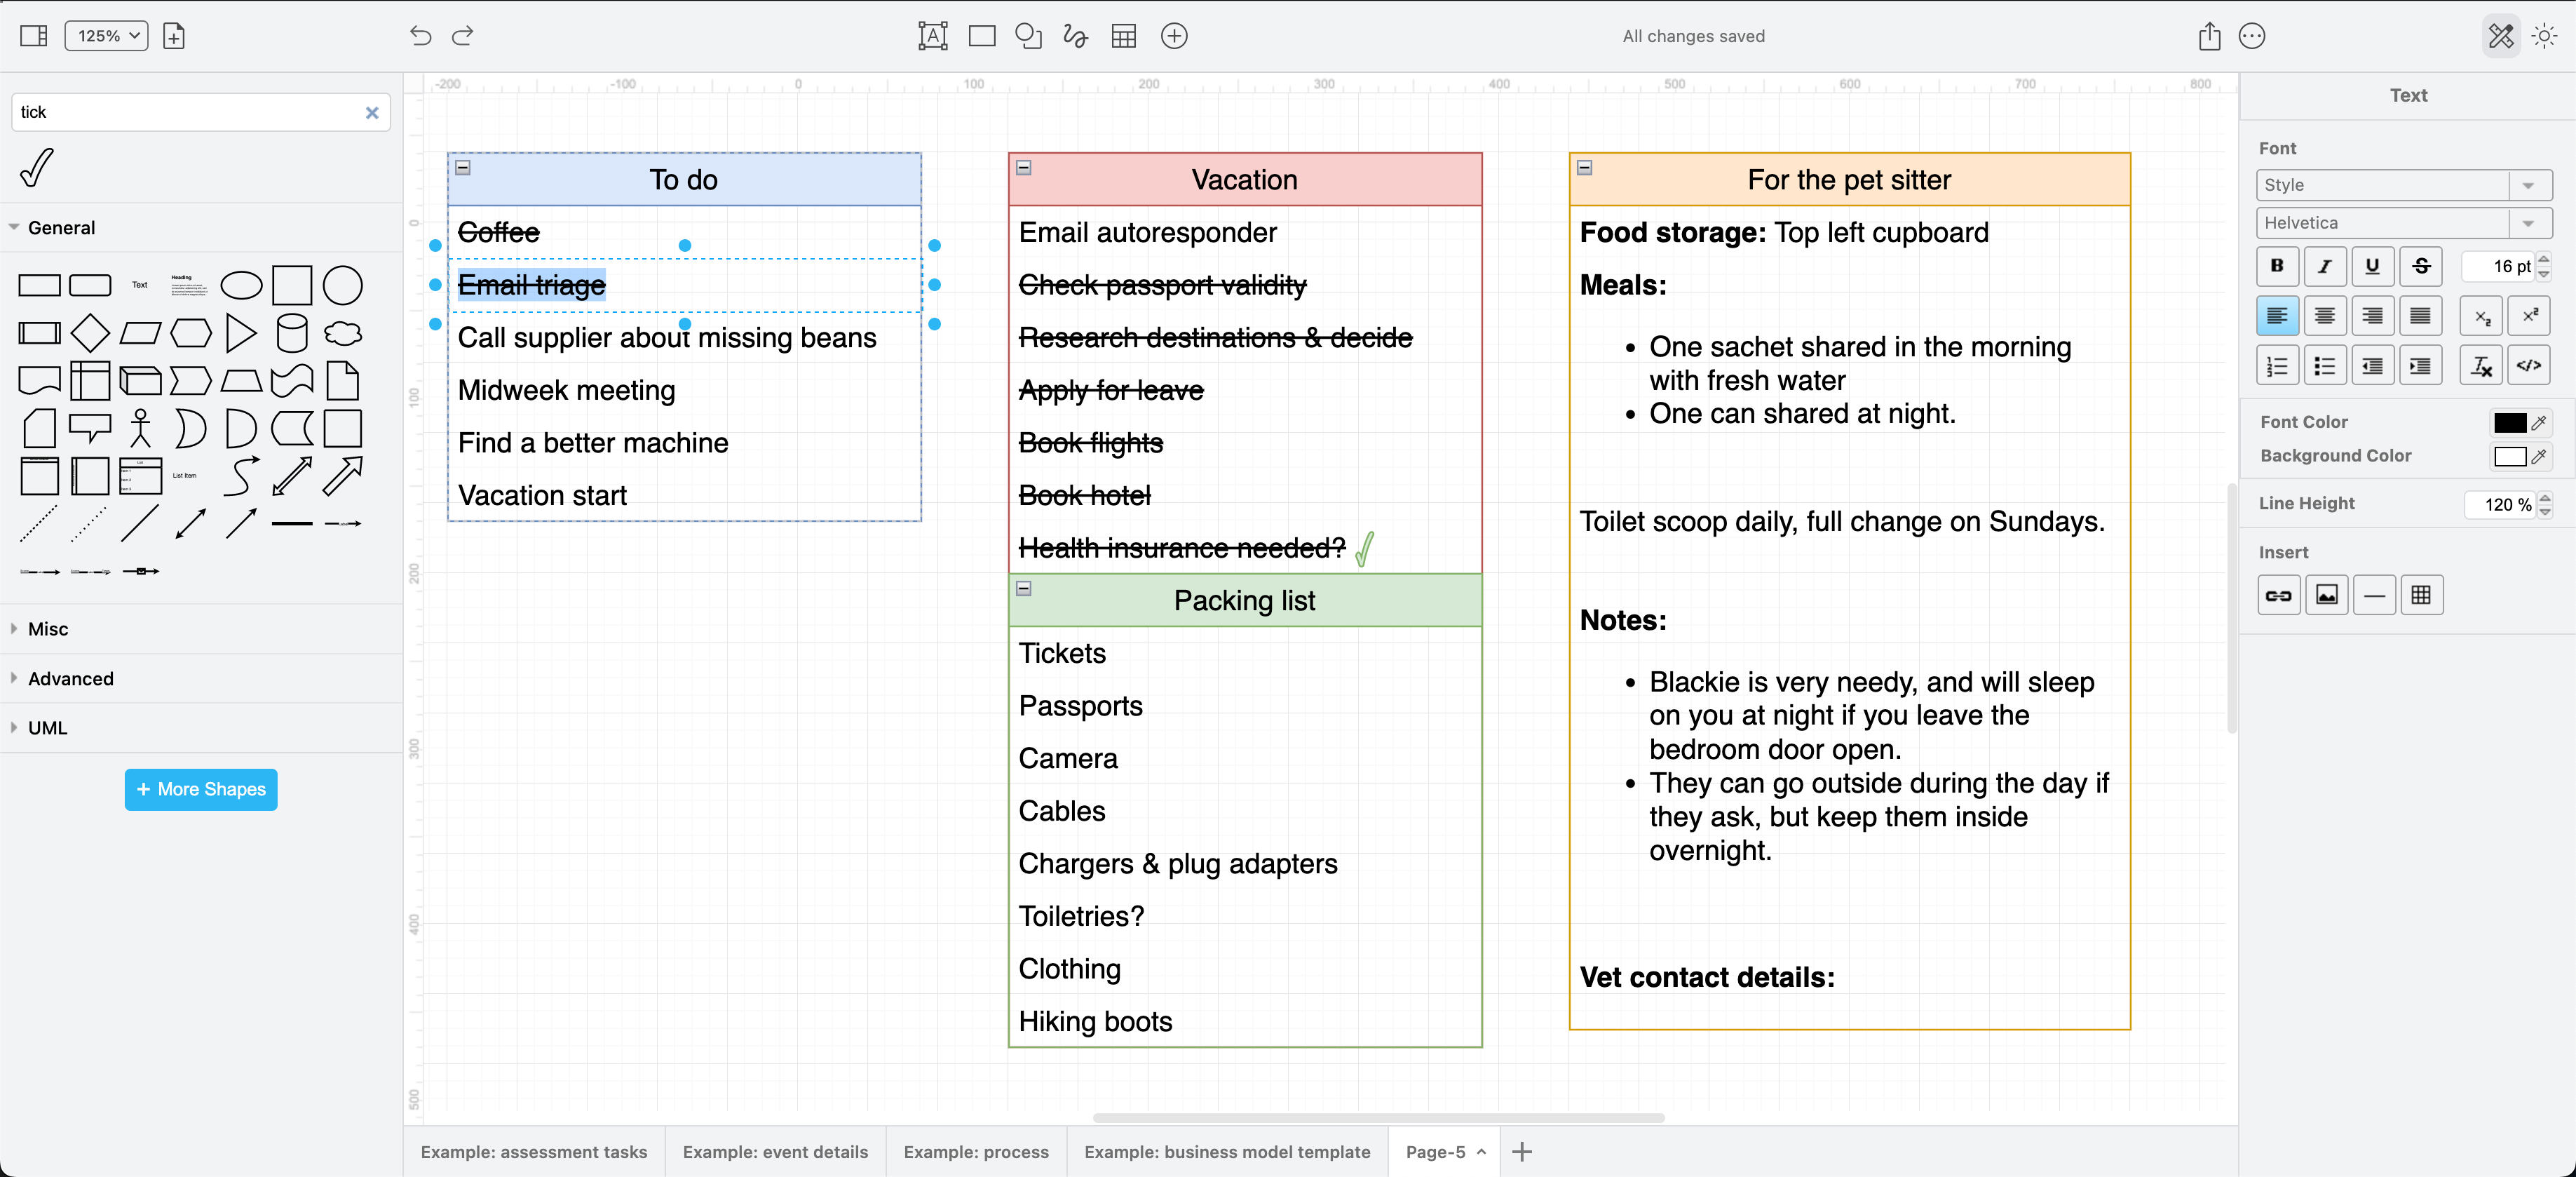 125%
All changes saved
tick
General
Text
Heading
List
List Item
Misc
Advanced
UML
+ More Shapes
-200
-100
0
100
200
300
400
500
600
700
800
0
100
200
300
400
500
To do
Coffee
Email triage
Call supplier about missing beans
Midweek meeting
Find a better machine
Vacation start
Vacation
Email autoresponder
Check passport validity
Research destinations & decide
Apply for leave
Book flights
Book hotel
Health insurance needed?
Packing list
Tickets
Passports
Camera
Cables
Chargers & plug adapters
Toiletries?
Clothing
Hiking boots
For the pet sitter
Food storage: Top left cupboard
Meals:
• One sachet shared in the morning
with fresh water
• One can shared at night.
Toilet scoop daily, full change on Sundays.
Notes:
• Blackie is very needy, and will sleep
on you at night if you leave the
bedroom door open.
• They can go outside during the day if
they ask, but keep them inside
overnight.
Vet contact details:
Example: assessment tasks
Example: event details
Example: process
Example: business model template
Page-5
Text
Font
Style
Helvetica
B I U S 16 pt
Font Color
Background Color
Line Height 120 %
Insert